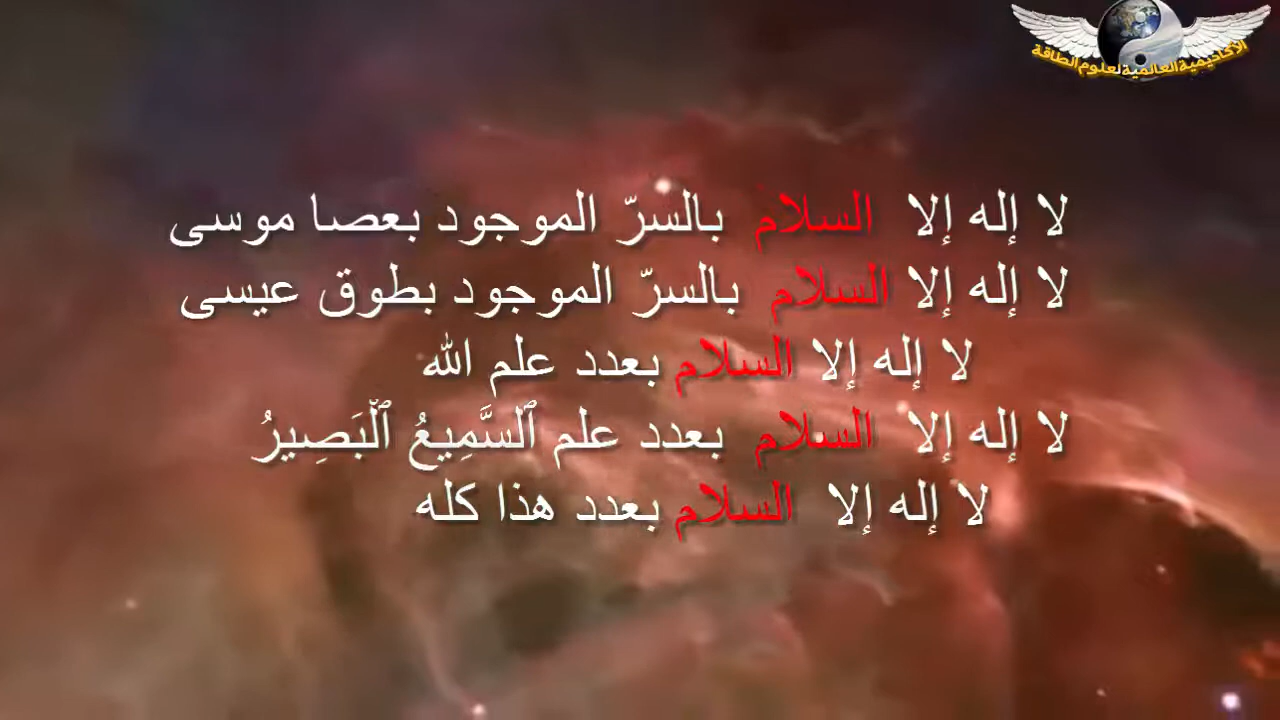 الأكاديمية العالمية لعلوم الطاقة
لا إله إلا السلام بالسرّ الموجود بعصا موسى
لا إله إلا السلام بالسرّ الموجود بطوق عيسى
لا إله إلا السلام بعدد علم الله
لا إله إلا السلام بعدد علم ٱلسَّمِيعُ ٱلْبَصِيرُ
لا إله إلا السلام بعدد هذا كله